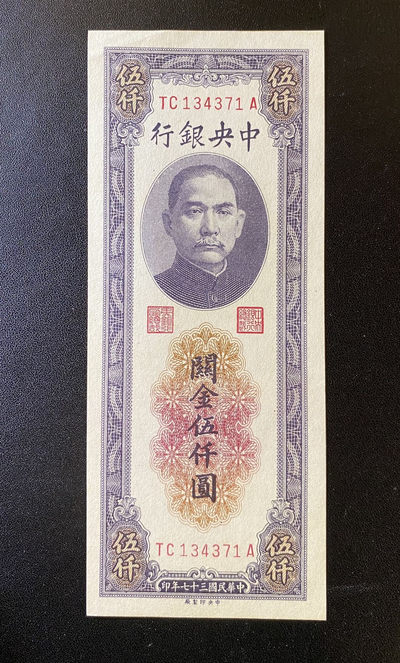 伍仟 伍仟
TC 134371 A
中央銀行
關金伍仟圓
TC 134371 A
伍仟 伍仟
中華民國三十七年印
中央印製廠